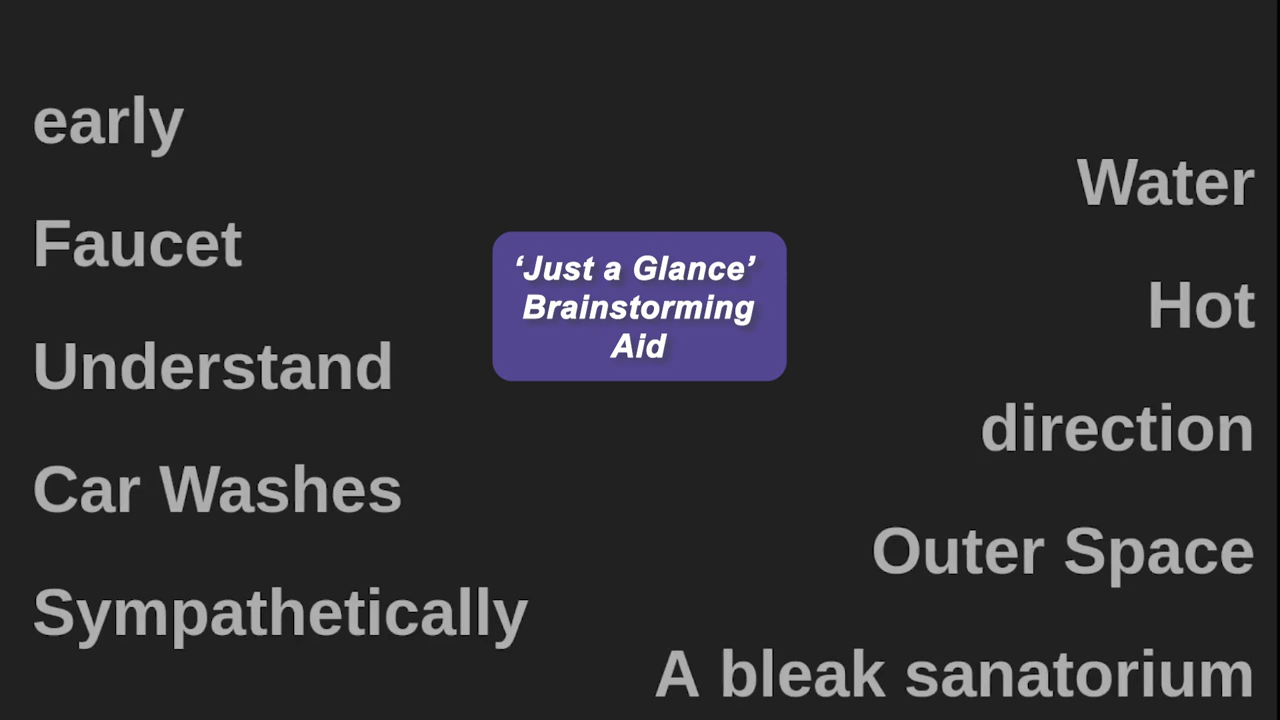 early
Water
Faucet
‘Just a Glance’
Brainstorming
Aid
Hot
Understand
direction
Car Washes
Outer Space
Sympathetically
A bleak sanatorium